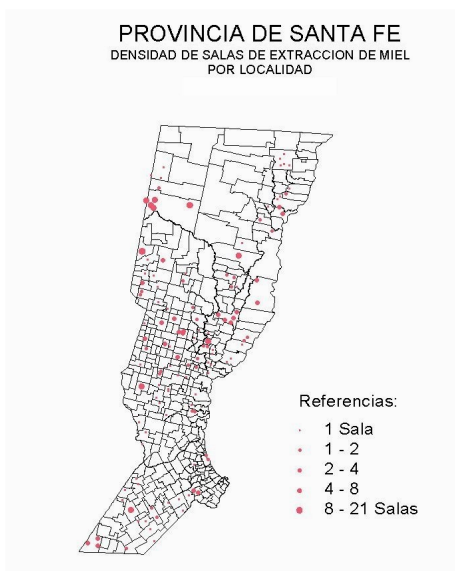 PROVINCIA DE SANTA FE
DENSIDAD DE SALAS DE EXTRACCION DE MIEL
POR LOCALIDAD
Referencias:
1 Sala
1 - 2
2 - 4
4 - 8
8 - 21 Salas